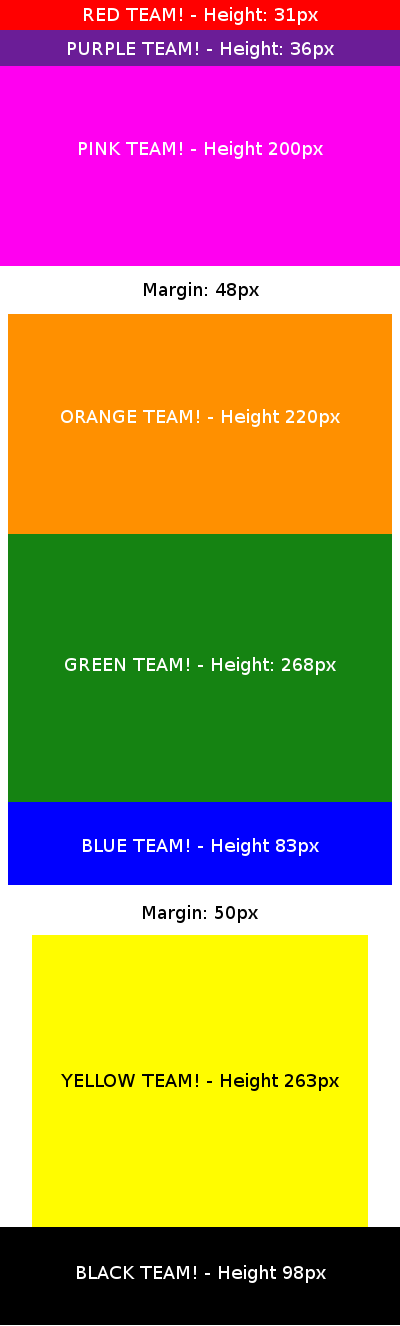 RED TEAM! - Height: 31px
PURPLE TEAM! - Height: 36px
PINK TEAM! - Height 200px
Margin: 48px
ORANGE TEAM! - Height 220px
GREEN TEAM! - Height: 268px
BLUE TEAM! - Height 83px
Margin: 50px
YELLOW TEAM! - Height 263px
BLACK TEAM! - Height 98px